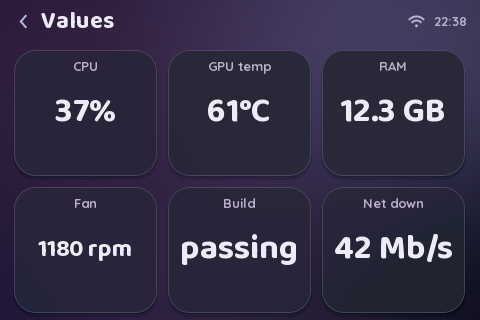 Values
22:38
CPU
37%
GPU temp
61°C
RAM
12.3 GB
Fan
1180 rpm
Build
passing
Net down
42 Mb/s